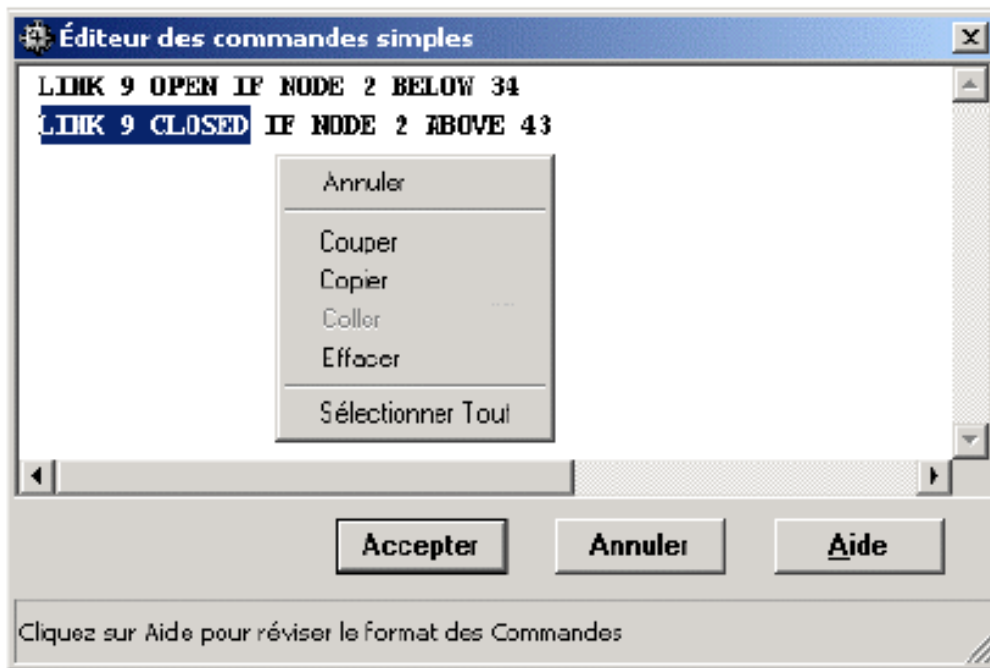 Éditeur des commandes simples
LINK 9 OPEN IF NODE 2 BELOW 34
LINK 9 CLOSED IF NODE 2 ABOVE 43
Annuler
Couper
Copier
Coller
Effacer
Sélectionner Tout
Accepter
Annuler
Aide
Cliquez sur Aide pour réviser le format des Commandes